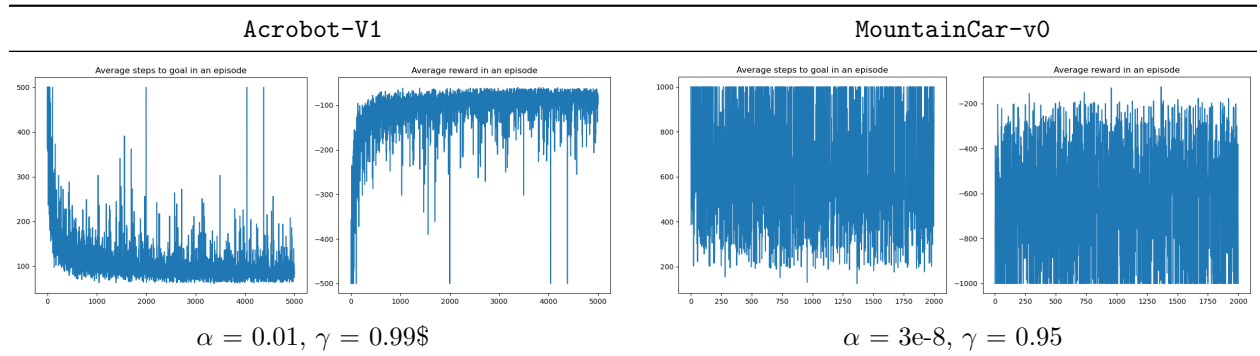 Acrobot-V1 MountainCar-v0
Average steps to goal in an episode Average reward in an episode Average steps to goal in an episode Average reward in an episode
500
400
300
200
100
0 1000 2000 3000 4000 5000
−100
−200
−300
−400
−500
0 1000 2000 3000 4000 5000
1000
800
600
400
200
0 250 500 750 1000 1250 1500 1750 2000
−200
−400
−600
−800
−1000
0 250 500 750 1000 1250 1500 1750 2000
α = 0.01, γ = 0.99$ α = 3e-8, γ = 0.95